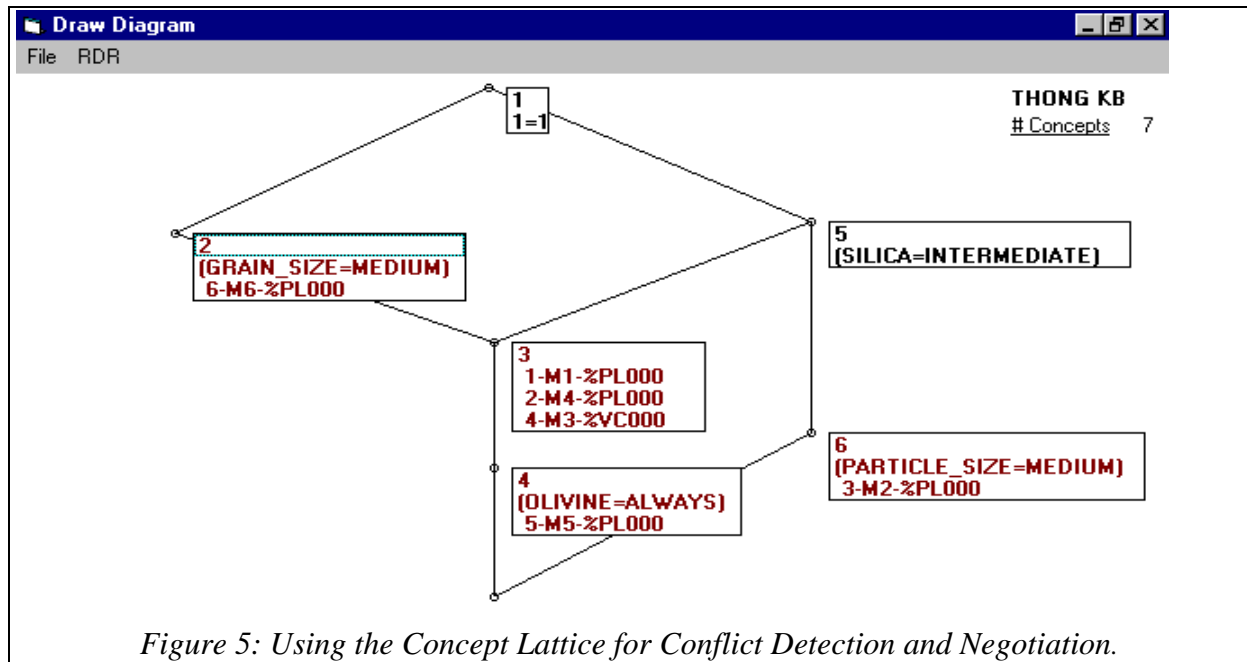 Draw Diagram
File RDR
THONG KB
# Concepts 7
1
1=1
2
(GRAIN_SIZE=MEDIUM)
6-M6-%PL000
5
(SILICA=INTERMEDIATE)
3
1-M1-%PL000
2-M4-%PL000
4-M3-%VC000
6
(PARTICLE_SIZE=MEDIUM)
3-M2-%PL000
4
(OLIVINE=ALWAYS)
5-M5-%PL000
Figure 5: Using the Concept Lattice for Conflict Detection and Negotiation.